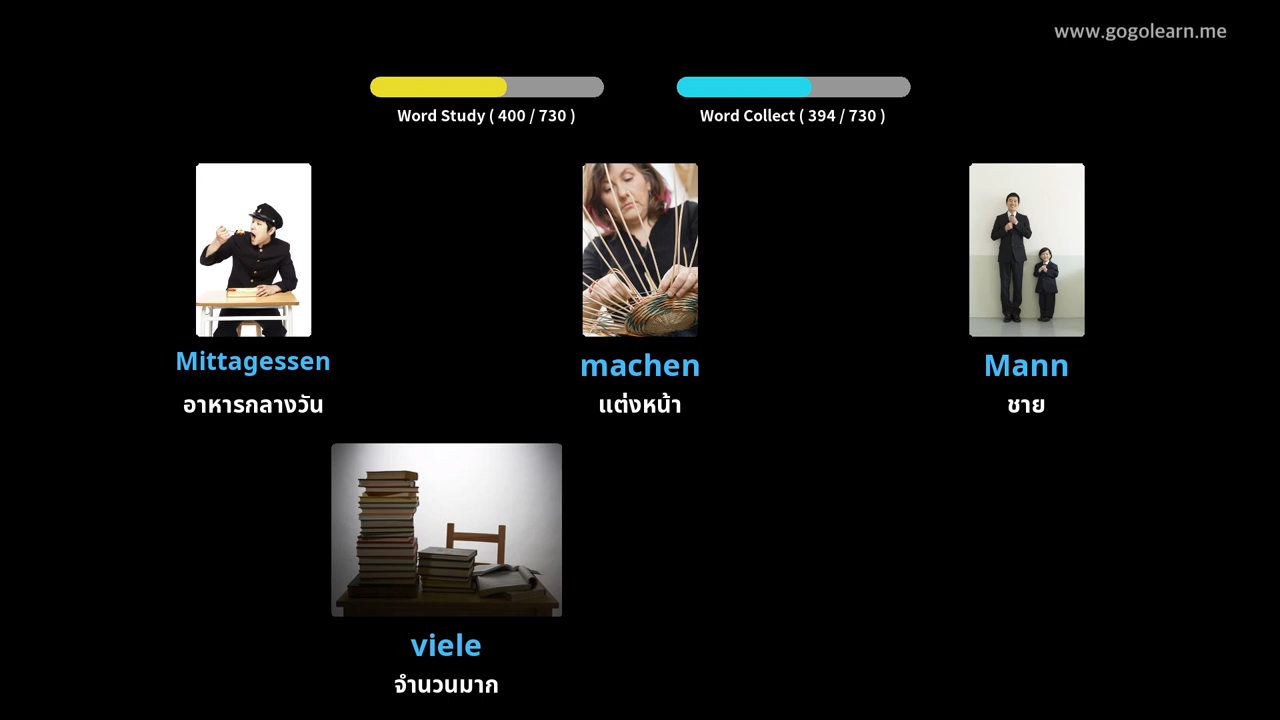 www.gogolearn.me
Word Study ( 400 / 730 )
Word Collect ( 394 / 730 )
Mittagessen
machen
Mann
อาหารกลางวัน
แต่งหน้า
ชาย
viele
จำนวนมาก